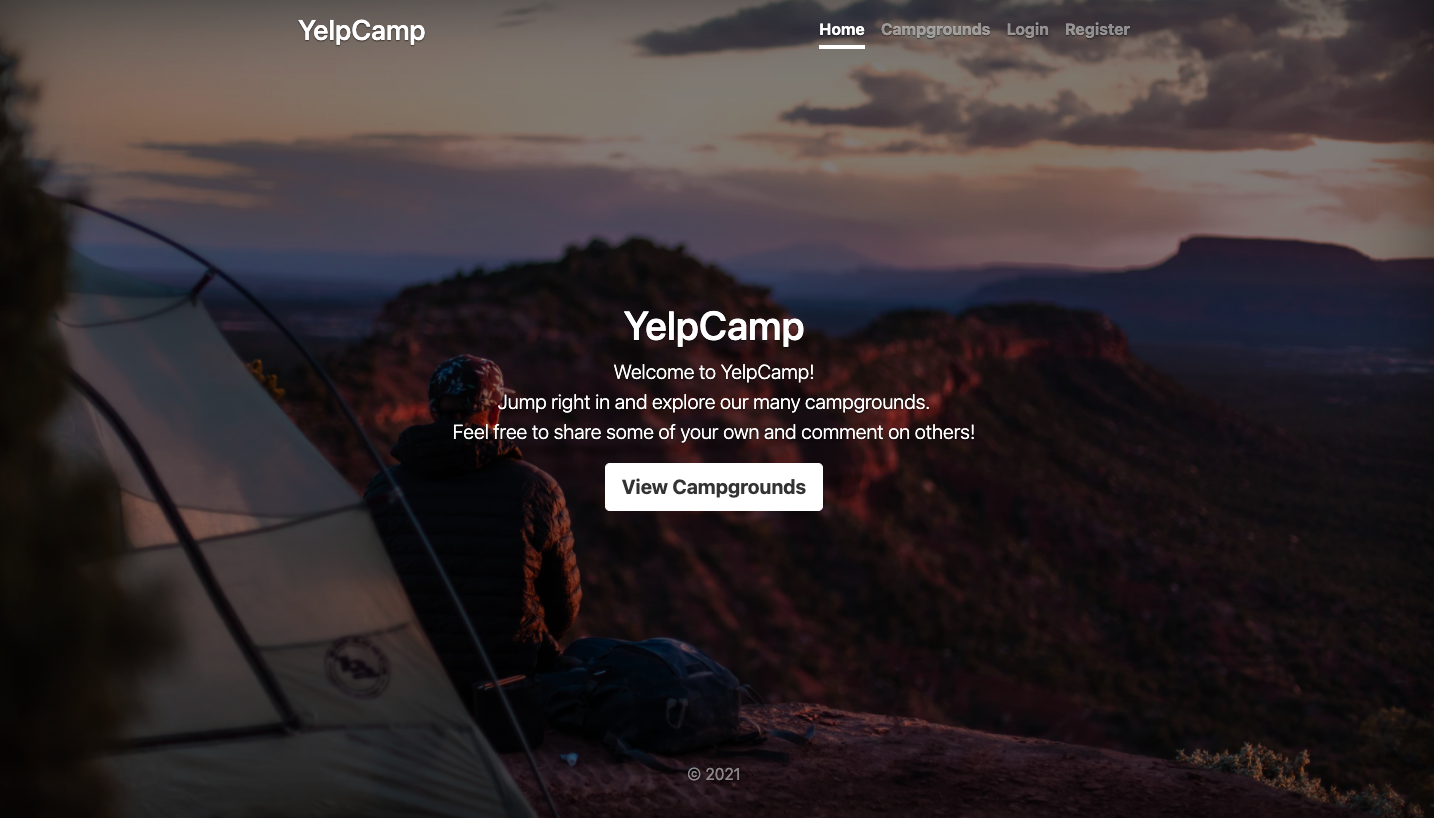 YelpCamp
Home Campgrounds Login Register
YelpCamp
Welcome to YelpCamp!
Jump right in and explore our many campgrounds.
Feel free to share some of your own and comment on others!
View Campgrounds
© 2021